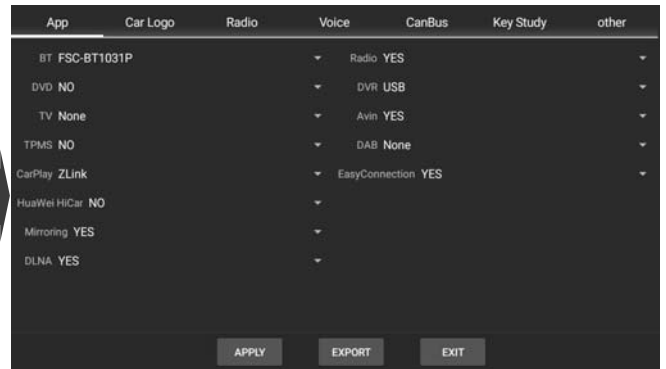 App Car Logo Radio Voice CanBus Key Study other
BT FSC-BT1031P Radio YES
DVD NO DVR USB
TV None Avin YES
TPMS NO DAB None
CarPlay ZLink EasyConnection YES
HuaWei HiCar NO
Mirroring YES
DLNA YES
APPLY EXPORT EXIT